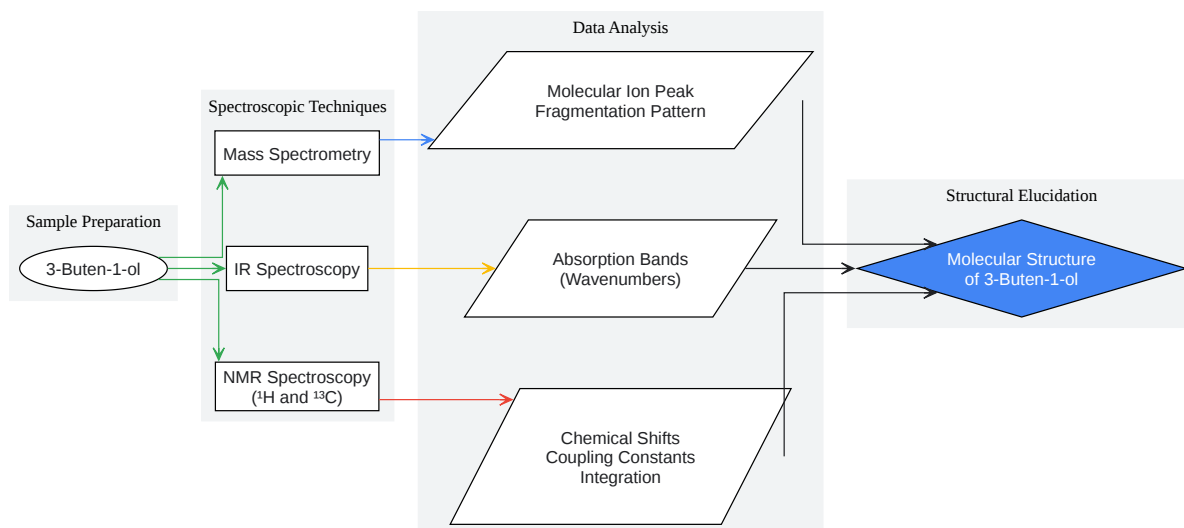 Data Analysis
Molecular Ion Peak
Fragmentation Pattern
Spectroscopic Techniques
Mass Spectrometry
Sample Preparation
3-Buten-1-ol
IR Spectroscopy
Absorption Bands
(Wavenumbers)
Structural Elucidation
Molecular Structure
of 3-Buten-1-ol
NMR Spectroscopy
(¹H and ¹³C)
Chemical Shifts
Coupling Constants
Integration